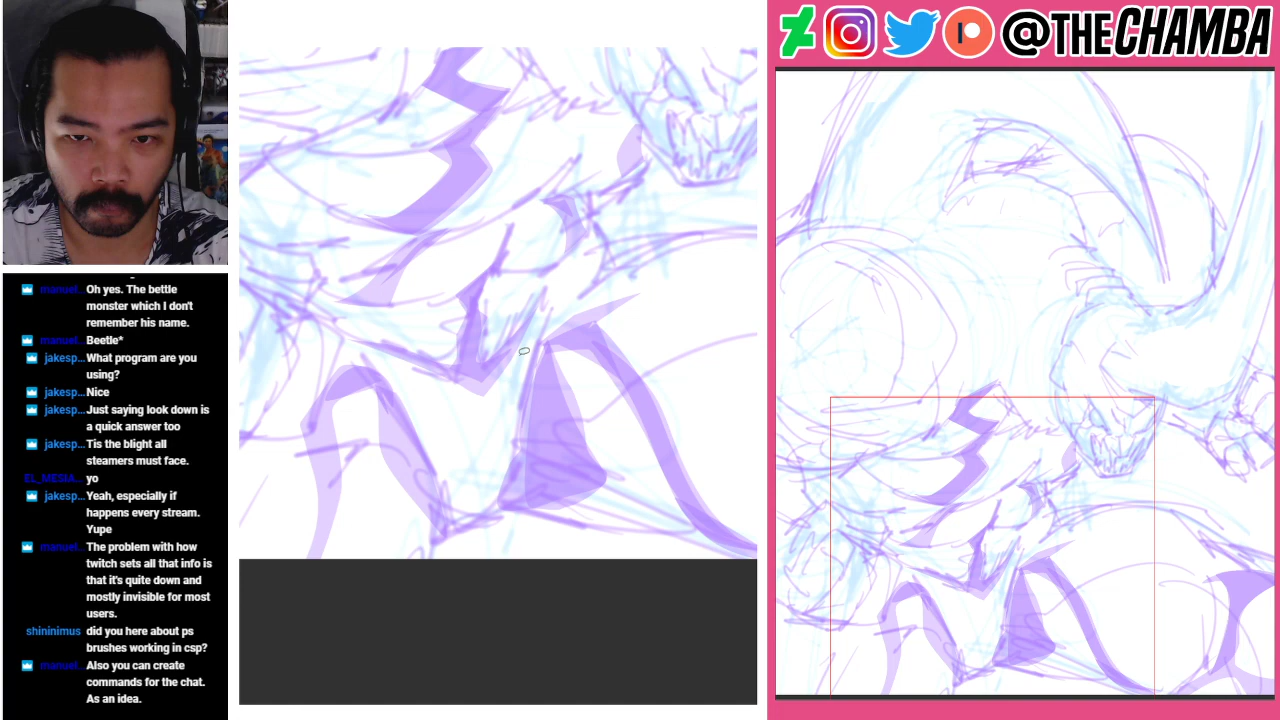 @THECHAMBA
manuel... Oh yes. The bettle
monster which I don't
remember his name.
manuel... Beetle*
jakesp... What program are you
using?
jakesp... Nice
jakesp... Just saying look down is
a quick answer too
jakesp... Tis the blight all
steamers must face.
EL_MESIA... yo
jakesp... Yeah, especially if
happens every stream.
Yupe
manuel... The problem with how
twitch sets all that info is
that it's quite down and
mostly invisible for most
users.
shininimus did you here about ps
brushes working in csp?
manuel... Also you can create
commands for the chat.
As an idea.